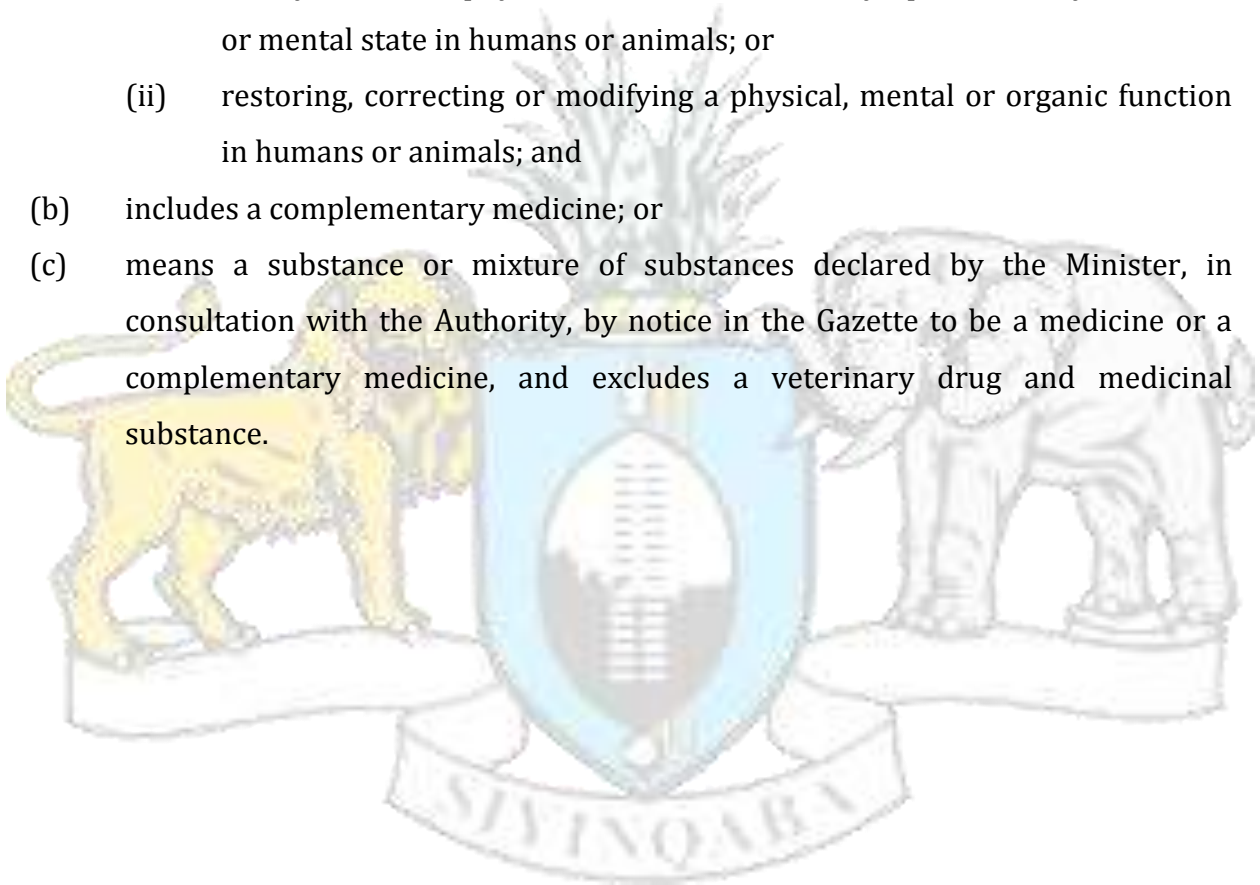 or mental state in humans or animals; or
(ii) restoring, correcting or modifying a physical, mental or organic function
in humans or animals; and
(b) includes a complementary medicine; or
(c) means a substance or mixture of substances declared by the Minister, in
consultation with the Authority, by notice in the Gazette to be a medicine or a
complementary medicine, and excludes a veterinary drug and medicinal
substance.
SIYINQABA